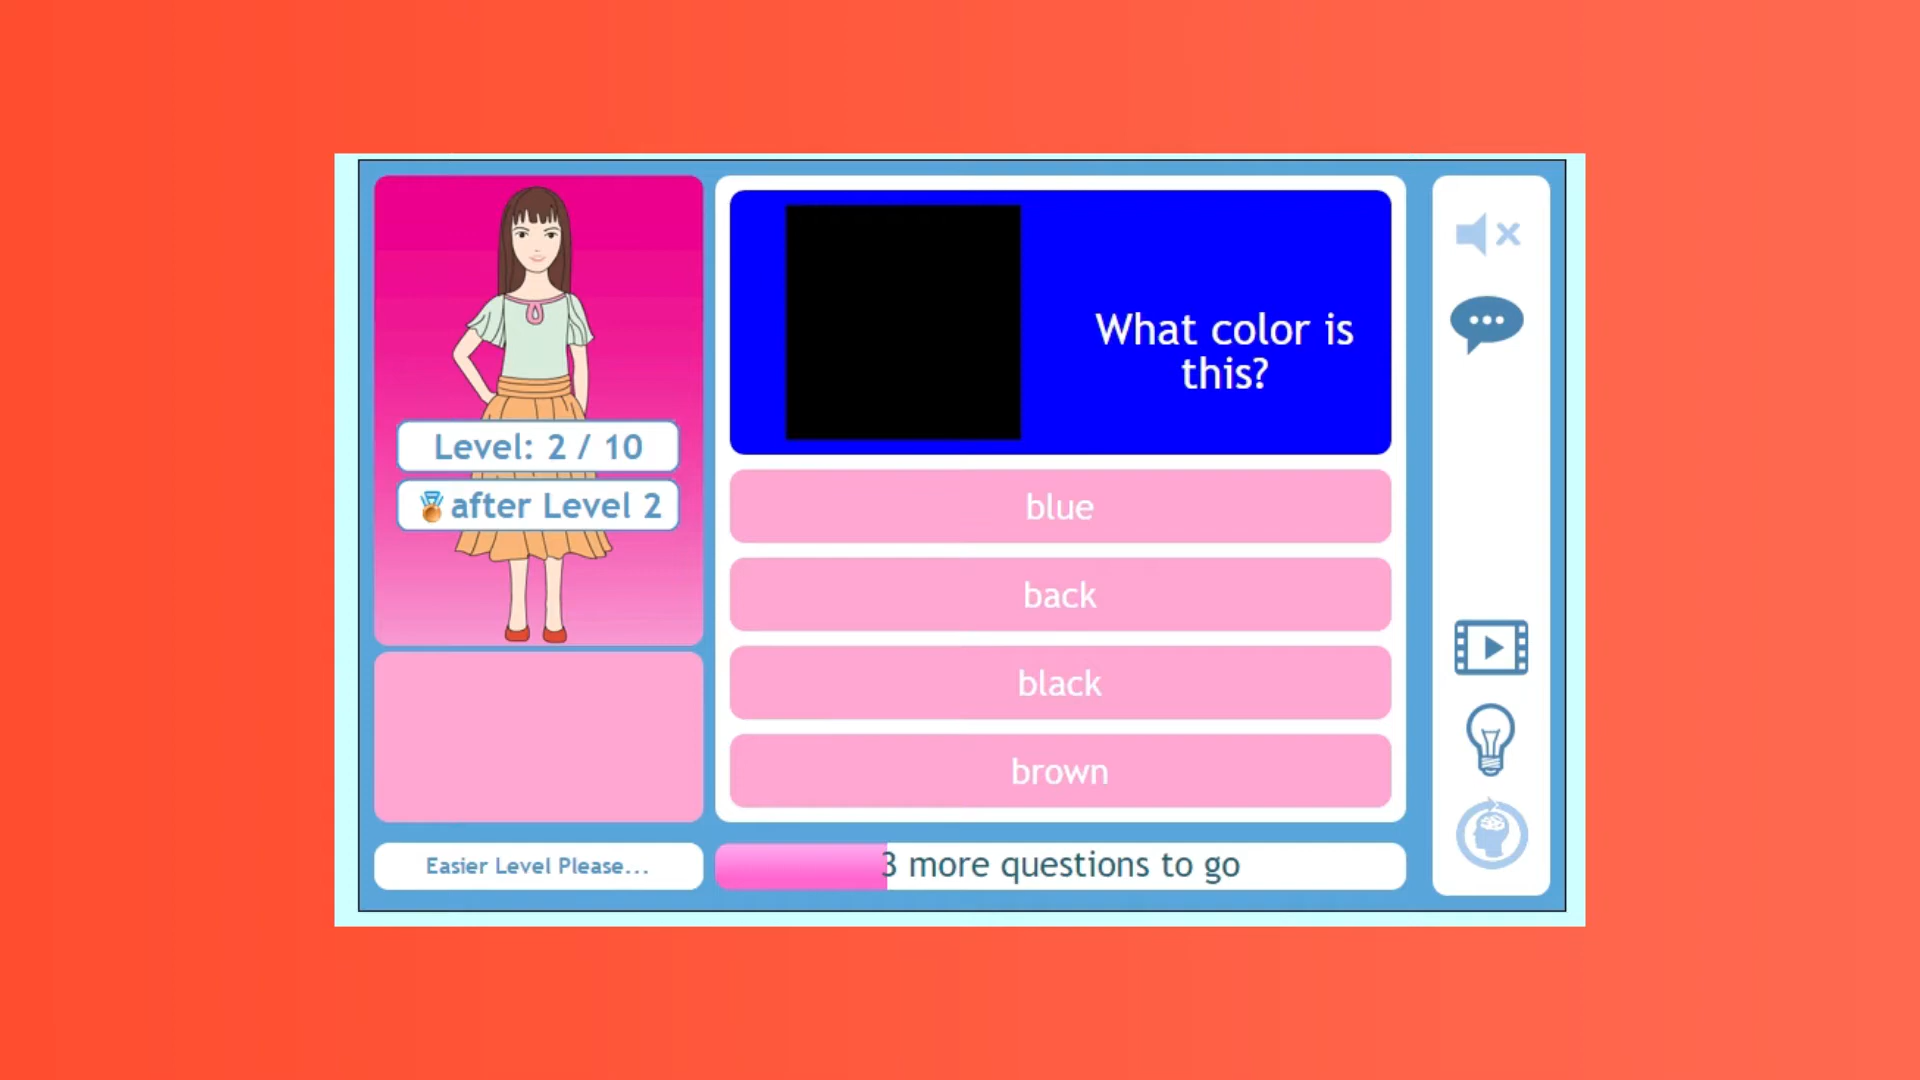 Level: 2 / 10
after Level 2
What color is
this?
blue
back
black
brown
Easier Level Please...
3 more questions to go